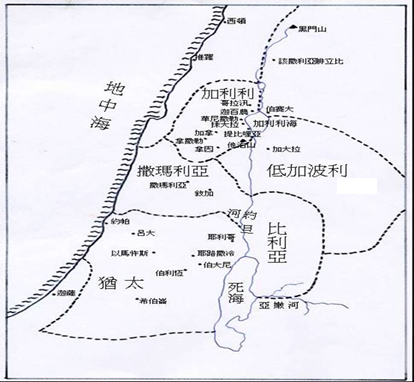 西頓
黑門山
推羅
該撒利亞腓立比
地中海
加利利
哥拉汛
迦百農
伯賽大
革尼撒勒
抹大拉
加利利海
加拿
提比哩亞
拿撒勒
他泊山
拿因
加大拉
撒瑪利亞
低加波利
撒瑪利亞
敘加
約旦河
約帕
呂大
耶利哥
比利亞
以馬忤斯
耶路撒冷
伯大尼
伯利恆
猶太
死海
迦薩
希伯崙
亞嫩河